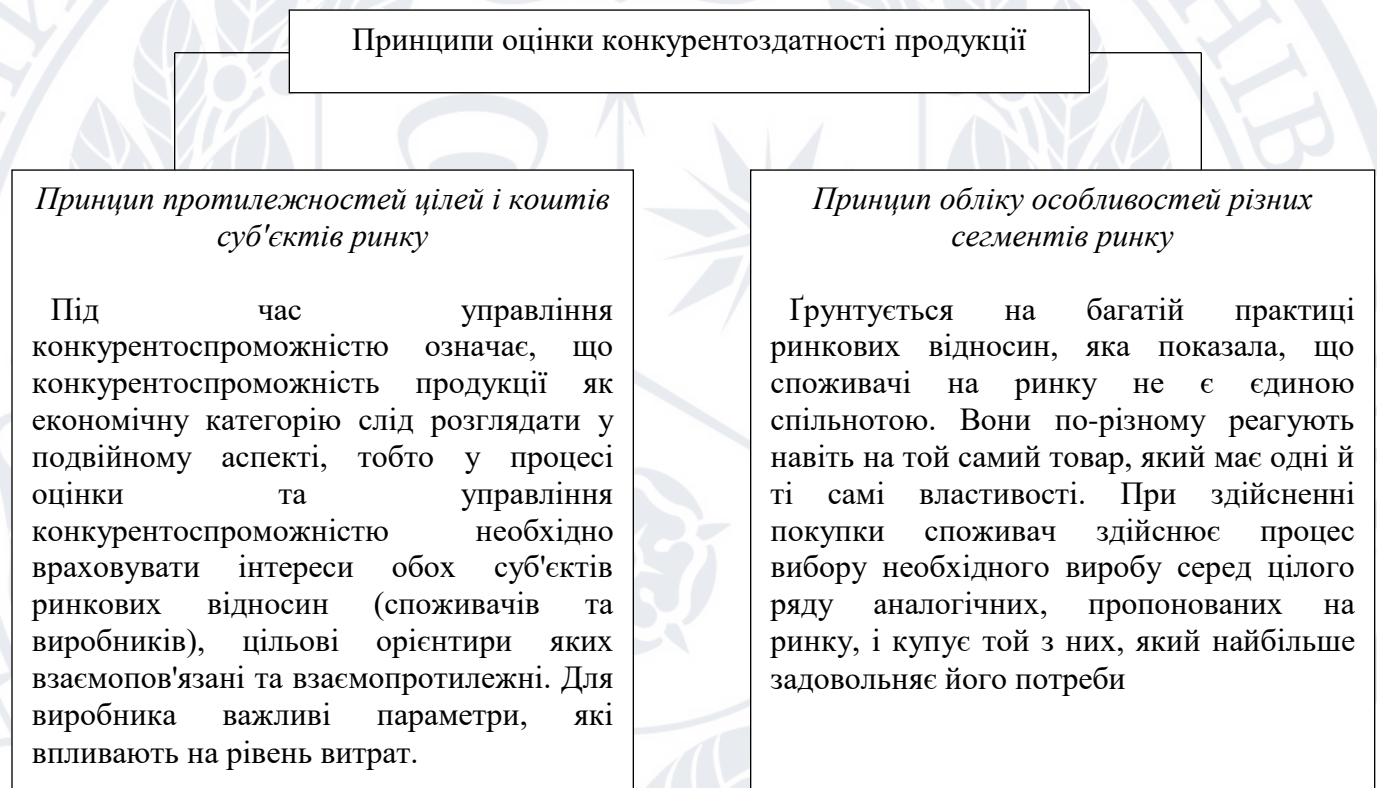 Принципи оцінки конкурентоздатності продукції
Принцип протилежностей цілей і коштів
суб'єктів ринку
Під час управління
конкурентоспроможністю означає, що
конкурентоспроможність продукції як
економічну категорію слід розглядати у
подвійному аспекті, тобто у процесі
оцінки та управління
конкурентоспроможністю необхідно
враховувати інтереси обох суб'єктів
ринкових відносин (споживачів та
виробників), цільові орієнтири яких
взаємопов'язані та взаємопротилежні. Для
виробника важливі параметри, які
впливають на рівень витрат.
Принцип обліку особливостей різних
сегментів ринку
Ґрунтується на багатій практиці
ринкових відносин, яка показала, що
споживачі на ринку не є єдиною
спільнотою. Вони по-різному реагують
навіть на той самий товар, який має одні й
ті самі властивості. При здійсненні
покупки споживач здійснює процес
вибору необхідного виробу серед цілого
ряду аналогічних, пропонованих на
ринку, і купує той з них, який найбільше
задовольняє його потреби